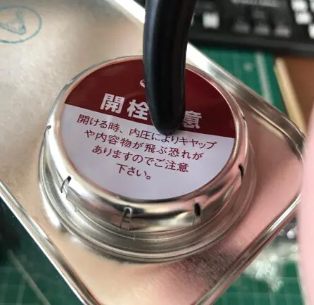 開栓意
開ける時、内圧によりキャップ
や内容物が飛ぶ恐れが
ありますのでご注意
下さい。